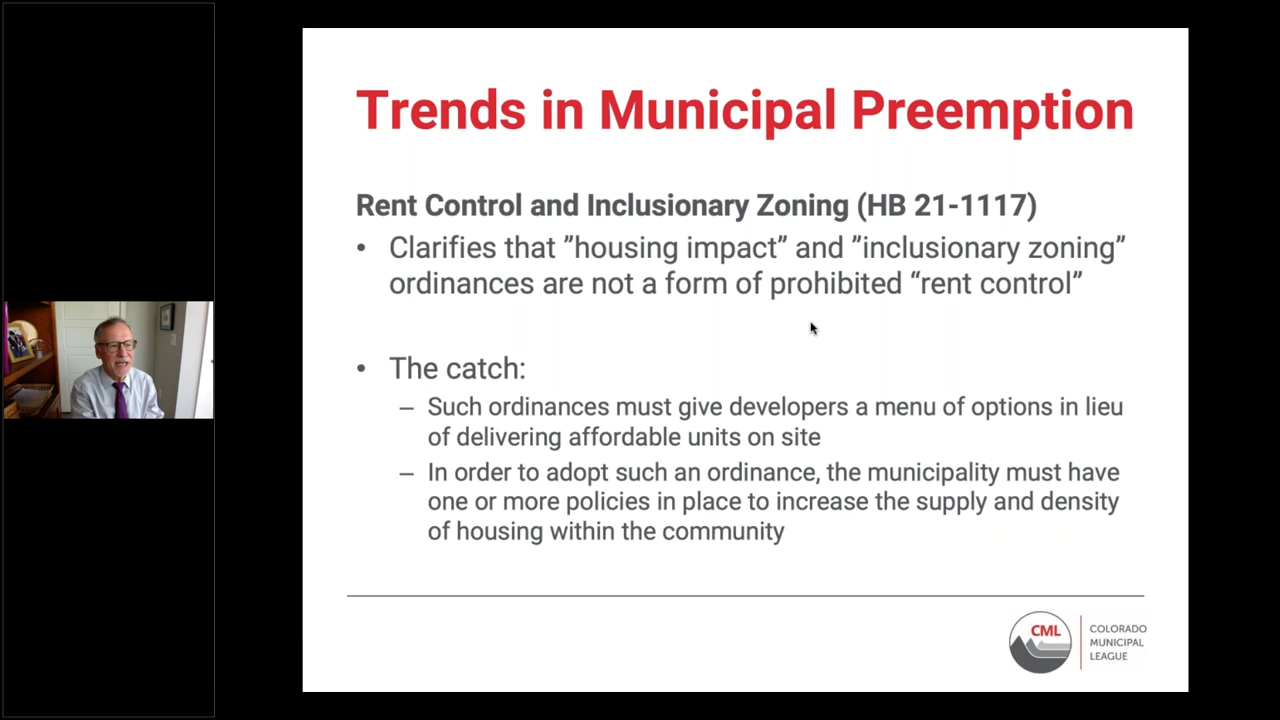 Trends in Municipal Preemption
Rent Control and Inclusionary Zoning (HB 21-1117)
• Clarifies that ”housing impact” and ”inclusionary zoning”
ordinances are not a form of prohibited “rent control”
• The catch:
– Such ordinances must give developers a menu of options in lieu
of delivering affordable units on site
– In order to adopt such an ordinance, the municipality must have
one or more policies in place to increase the supply and density
of housing within the community
CML
COLORADO
MUNICIPAL
LEAGUE